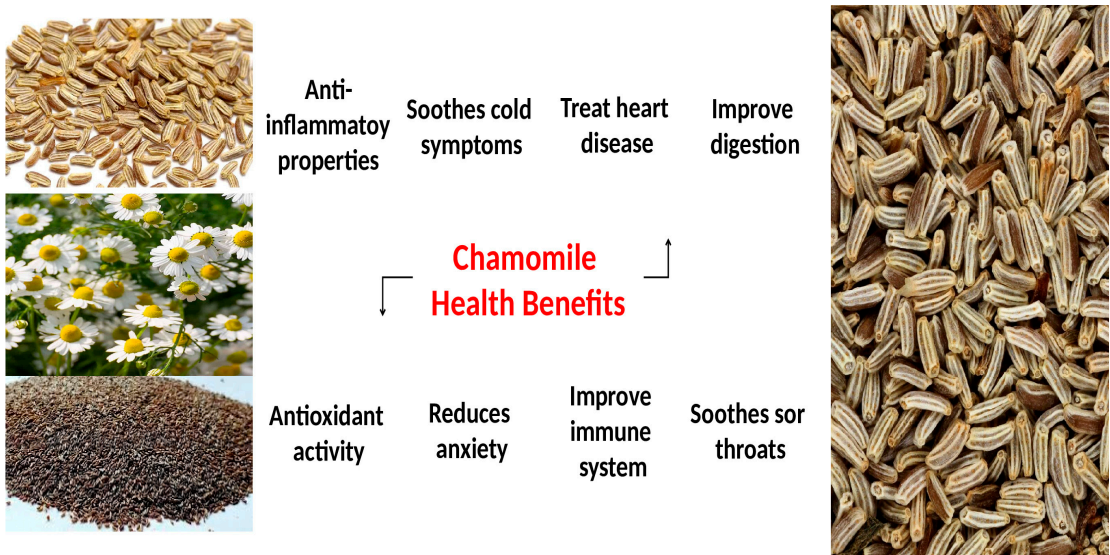 Anti-
inflammatoy
properties
Soothes cold
symptoms
Treat heart
disease
Improve
digestion
Chamomile
Health Benefits
Antioxidant
activity
Reduces
anxiety
Improve
immune
system
Soothes sor
throats